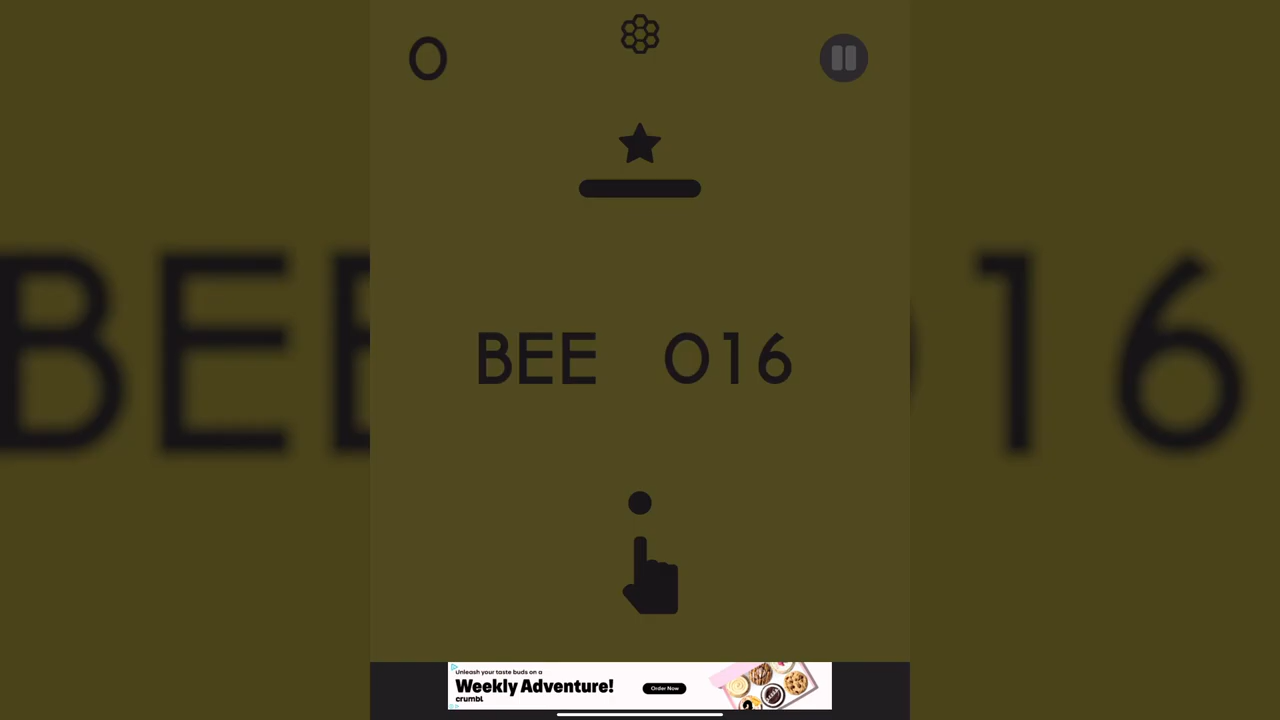 0
BEE 016
Unleash your taste buds on a
Weekly Adventure!
crumbl
Order Now